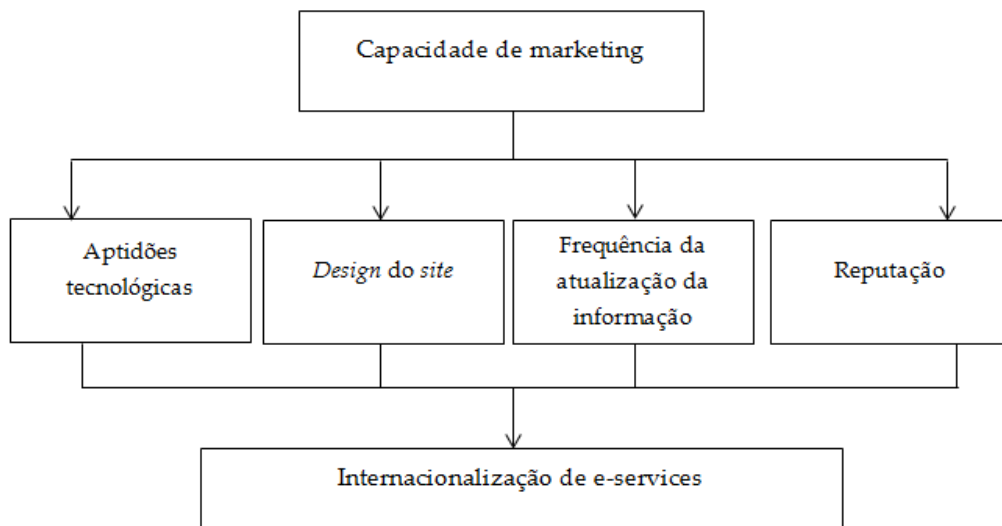 Capacidade de marketing
Aptidões
tecnológicas
Design do site
Frequência da
atualização da
informação
Reputação
Internacionalização de e-services